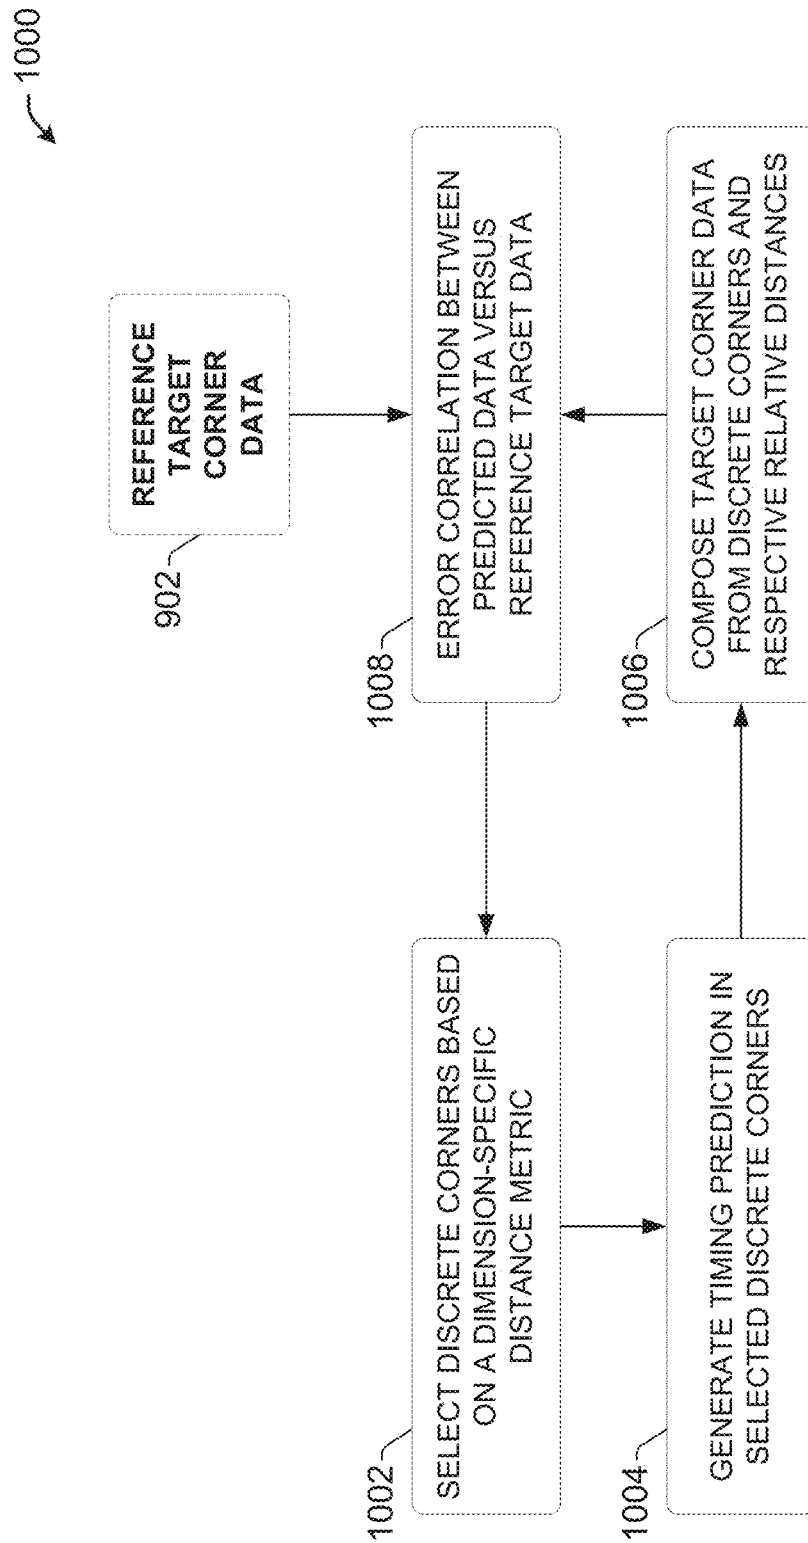 1000
REFERENCE
TARGET
CORNER
DATA
902
1002
SELECT DISCRETE CORNERS BASED
ON A DIMENSION-SPECIFIC
DISTANCE METRIC
1008
ERROR CORRELATION BETWEEN
PREDICTED DATA VERSUS
REFERENCE TARGET DATA
1004
GENERATE TIMING PREDICTION IN
SELECTED DISCRETE CORNERS
1006
COMPOSE TARGET CORNER DATA
FROM DISCRETE CORNERS AND
RESPECTIVE RELATIVE DISTANCES